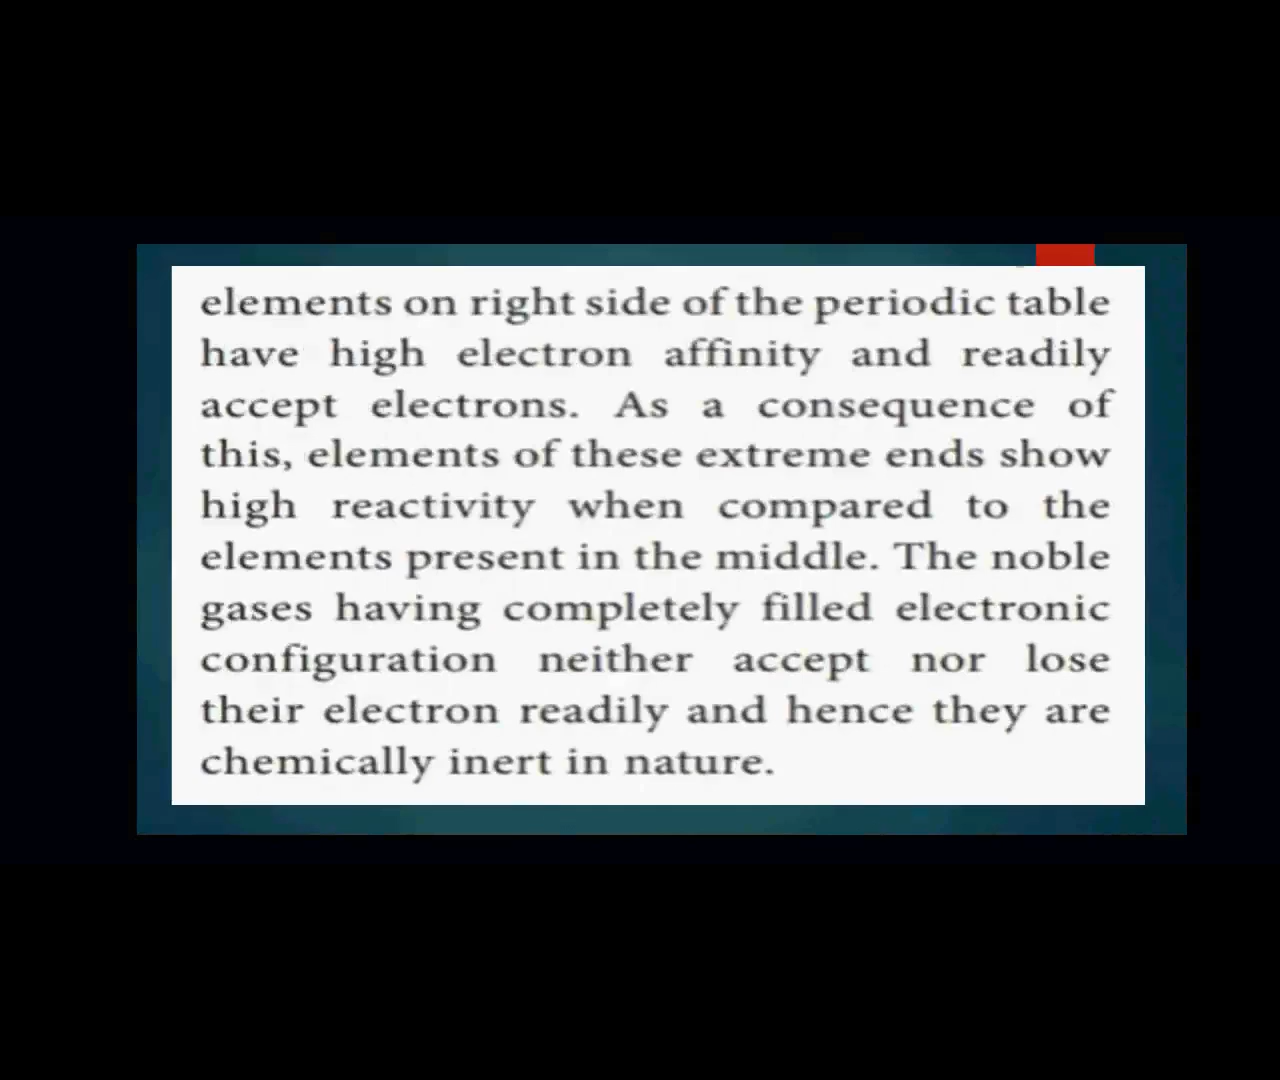 elements on right side of the periodic table
have high electron affinity and readily
accept electrons. As a consequence of
this, elements of these extreme ends show
high reactivity when compared to the
elements present in the middle. The noble
gases having completely filled electronic
configuration neither accept nor lose
their electron readily and hence they are
chemically inert in nature.